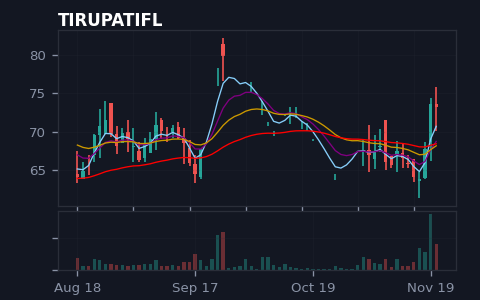 TIRUPATIFL
80
75
70
65
Aug 18
Sep 17
Oct 19
Nov 19